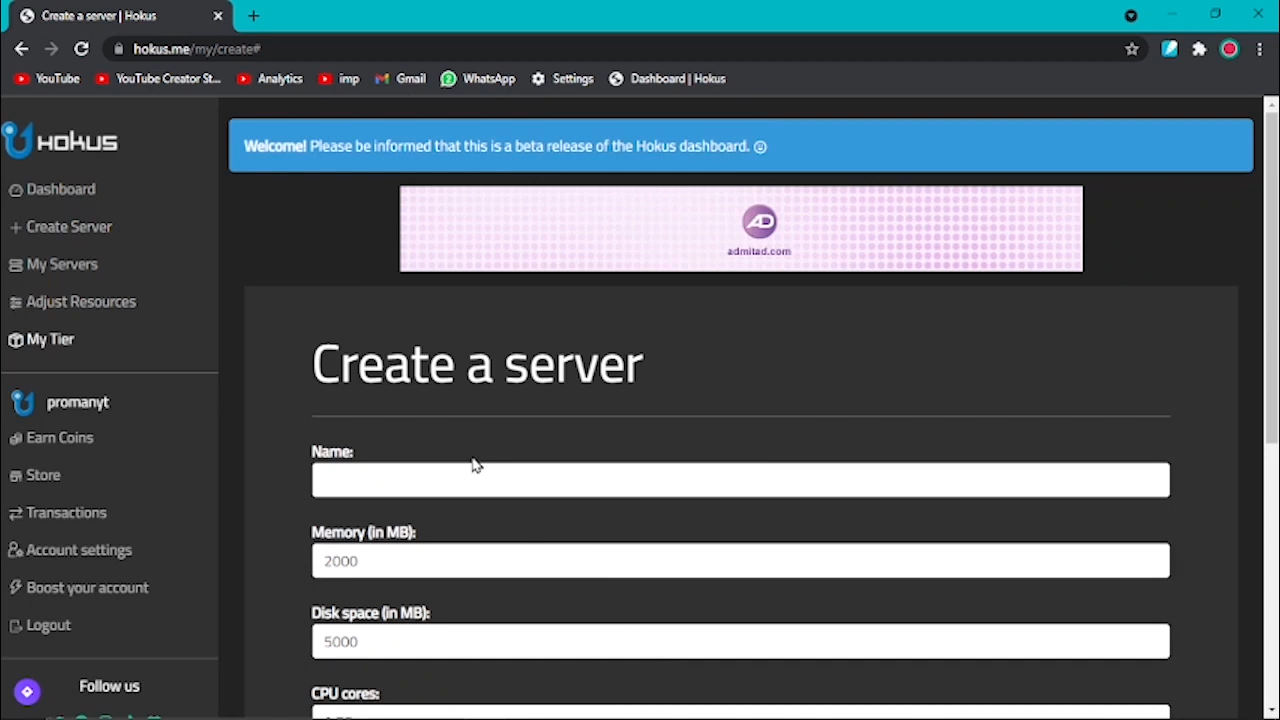 Create a server | Hokus
hokus.me/my/create#
YouTube
YouTube Creator St...
Analytics
imp
Gmail
WhatsApp
Settings
Dashboard | Hokus
HOKUS
Dashboard
Create Server
My Servers
Adjust Resources
My Tier
promanyt
Earn Coins
Store
Transactions
Account settings
Boost your account
Logout
Follow us
Welcome! Please be informed that this is a beta release of the Hokus dashboard.
AD
admitad.com
Create a server
Name:
Memory (in MB):
2000
Disk space (in MB):
5000
CPU cores: